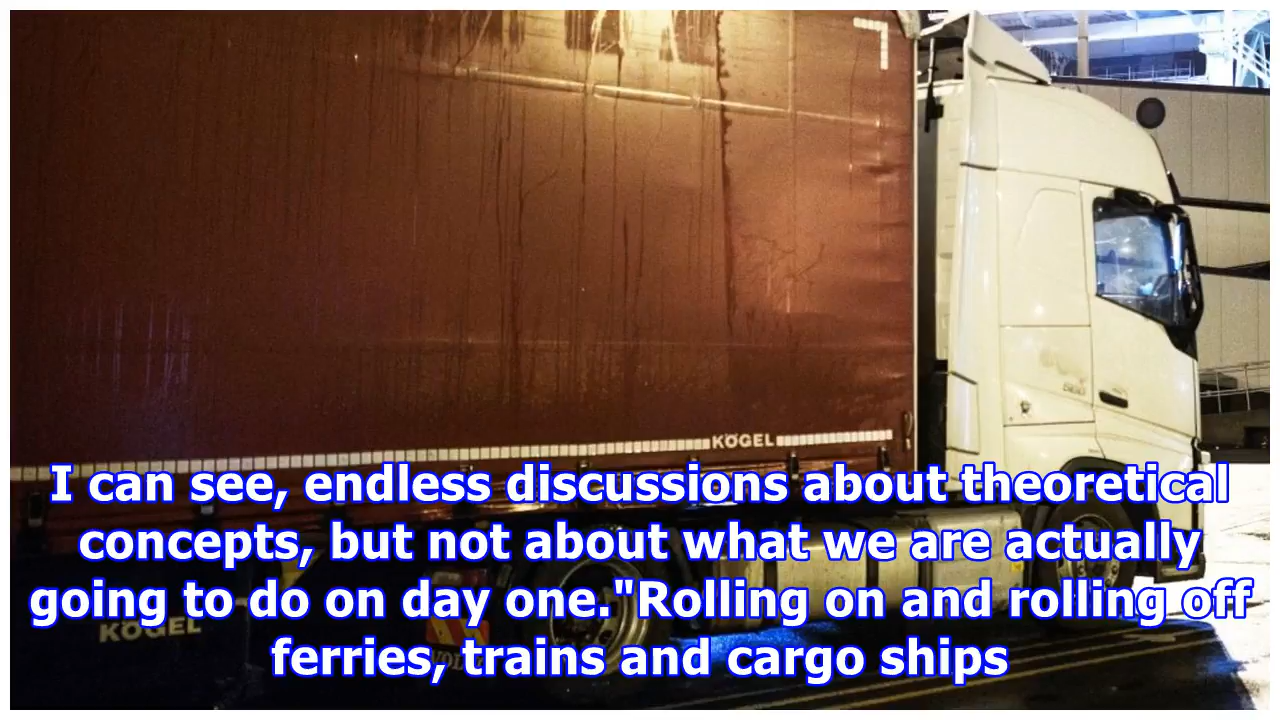 KÖGEL
I can see, endless discussions about theoretical
concepts, but not about what we are actually
going to do on day one."Rolling on and rolling off
ferries, trains and cargo ships
KÖGEL